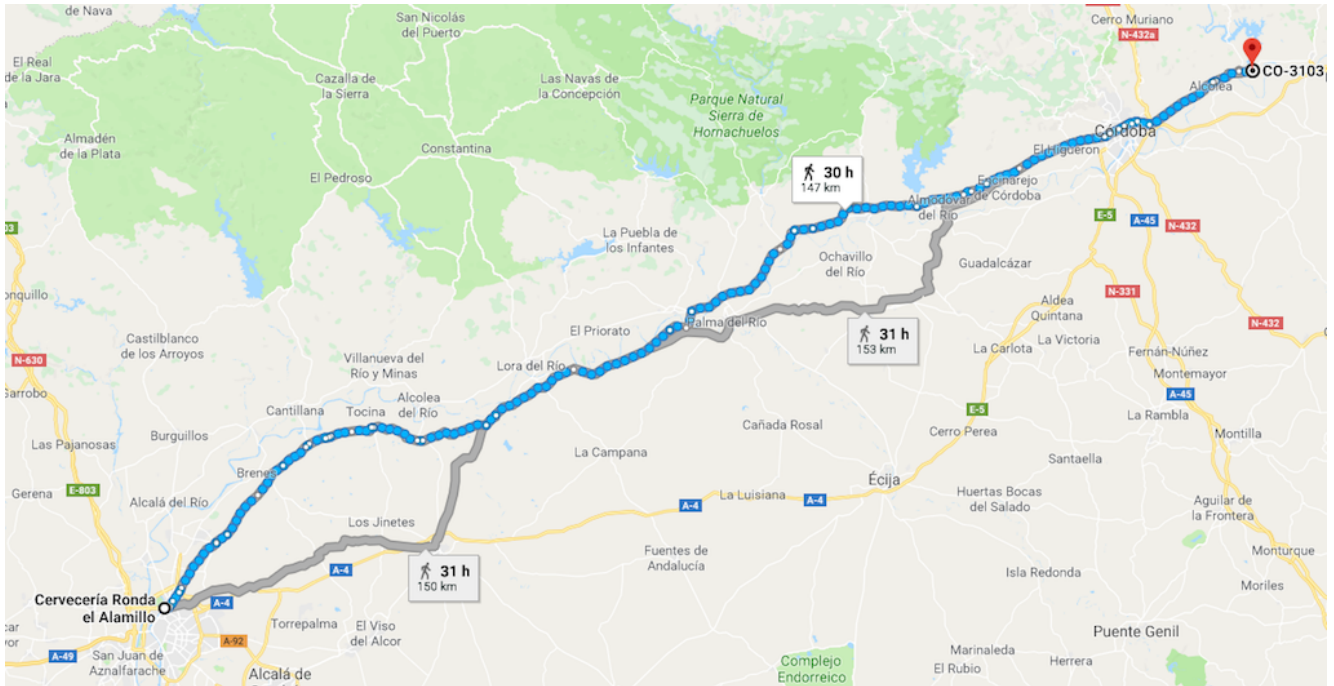 Cerro Muriano
N-432a
San Nicolás
del Puerto
El Real
de la Jara
Cazalla de
la Sierra
Las Navas de
la Concepción
Parque Natural
Sierra de
Hornachuelos
CO-3103
Alcolea
Almadén
de la Plata
Constantina
Córdoba
El Higueron
El Pedroso
30 h
147 km
Encinarejo
de Córdoba
Almodóvar
del Río
E-5
A-45
N-432
La Puebla de
los Infantes
Ochavillo
del Río
Guadalcázar
N-331
Aldea
Quintana
Castilblanco
de los Arroyos
El Priorato
Palma del Río
31 h
153 km
La Victoria
N-432
La Carlota
Fernán-Núñez
N-630
Villanueva del
Río y Minas
Lora del Río
Montemayor
A-45
Garrobo
Cantillana
Tocina
Alcolea
del Río
E-5
La Rambla
Las Pajanosas
Burguillos
Cañada Rosal
Cerro Perea
Montilla
La Campana
Santaella
Brenes
E-803
Gerena
Alcalá del Río
Écija
La Luisiana
A-4
A-4
Huertas Bocas
del Salado
Aguilar de
la Frontera
Los Jinetes
Fuentes de
Andalucía
Monturque
31 h
150 km
A-4
Isla Redonda
Moriles
Cervecería Ronda
el Alamillo
A-4
Torrepalma
El Viso
del Alcor
Puente Genil
A-92
A-49
San Juan de
Aznalfarache
Alcalá de
Marinaleda
El Rubio
Herrera
Complejo
Endorreico